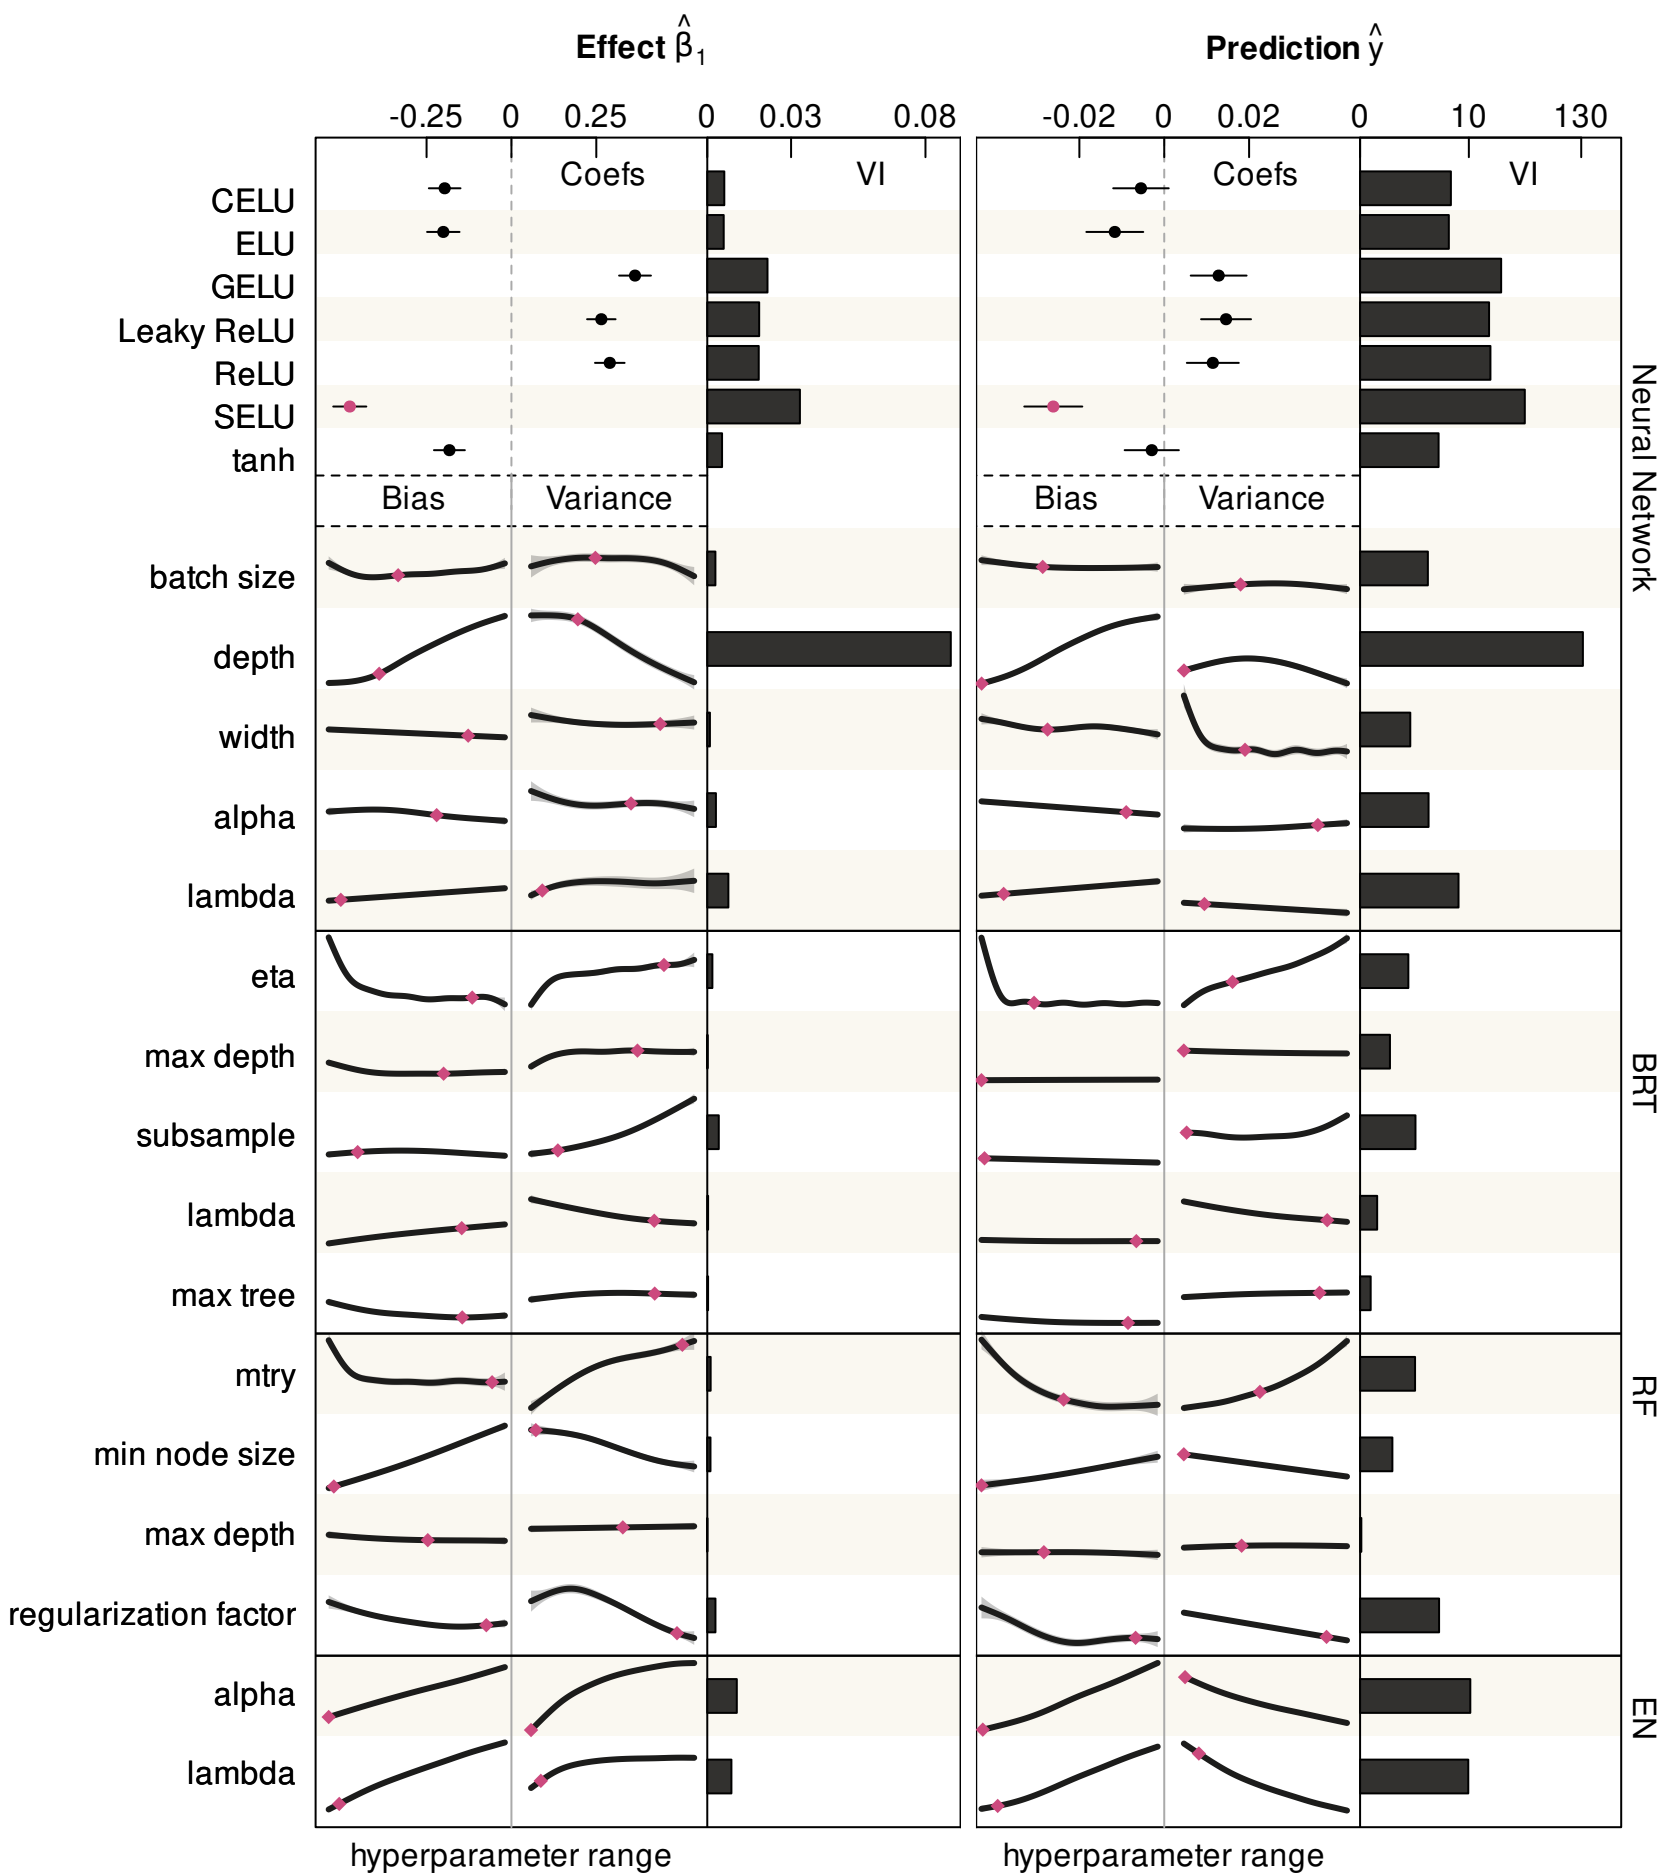 Effect β̂₁
Prediction ŷ
-0.25 0 0.25 0 0.03 0.08
-0.02 0 0.02 0 10 130
Coefs VI Coefs VI
CELU
ELU
GELU
Leaky ReLU
ReLU
SELU
tanh
Bias Variance Bias Variance
batch size
depth
width
alpha
lambda
Neural Network
eta
max depth
subsample
lambda
max tree
BRT
mtry
min node size
max depth
regularization factor
RF
alpha
lambda
EN
hyperparameter range hyperparameter range